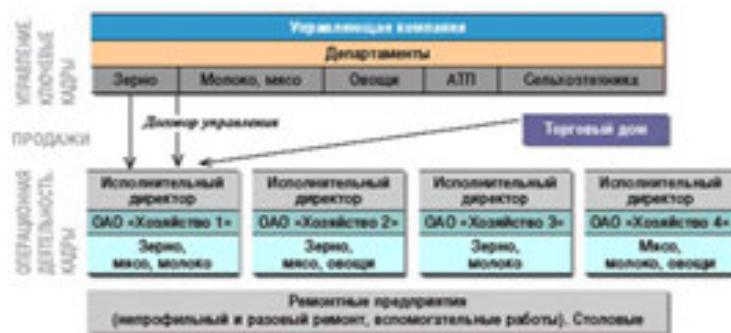 УПРАВЛЕНИЕ,
КЛЮЧЕВЫЕ
КАДРЫ
Управляющая компания
Департаменты
Зерно
Молоко, мясо
Овощи
АТП
Сельхозтехника
ПРОДАЖИ
Договор управления
Торговый дом
ОПЕРАЦИОННАЯ
ДЕЯТЕЛЬНОСТЬ,
КАДРЫ
Исполнительный
директор
ОАО «Хозяйство 1»
Зерно,
мясо, молоко
Исполнительный
директор
ОАО «Хозяйство 2»
Зерно,
мясо, овощи
Исполнительный
директор
ОАО «Хозяйство 3»
Зерно,
молоко
Исполнительный
директор
ОАО «Хозяйство 4»
Мясо,
молоко, овощи
Ремонтные предприятия
(непрофильный и разовый ремонт, вспомогательные работы). Столовые